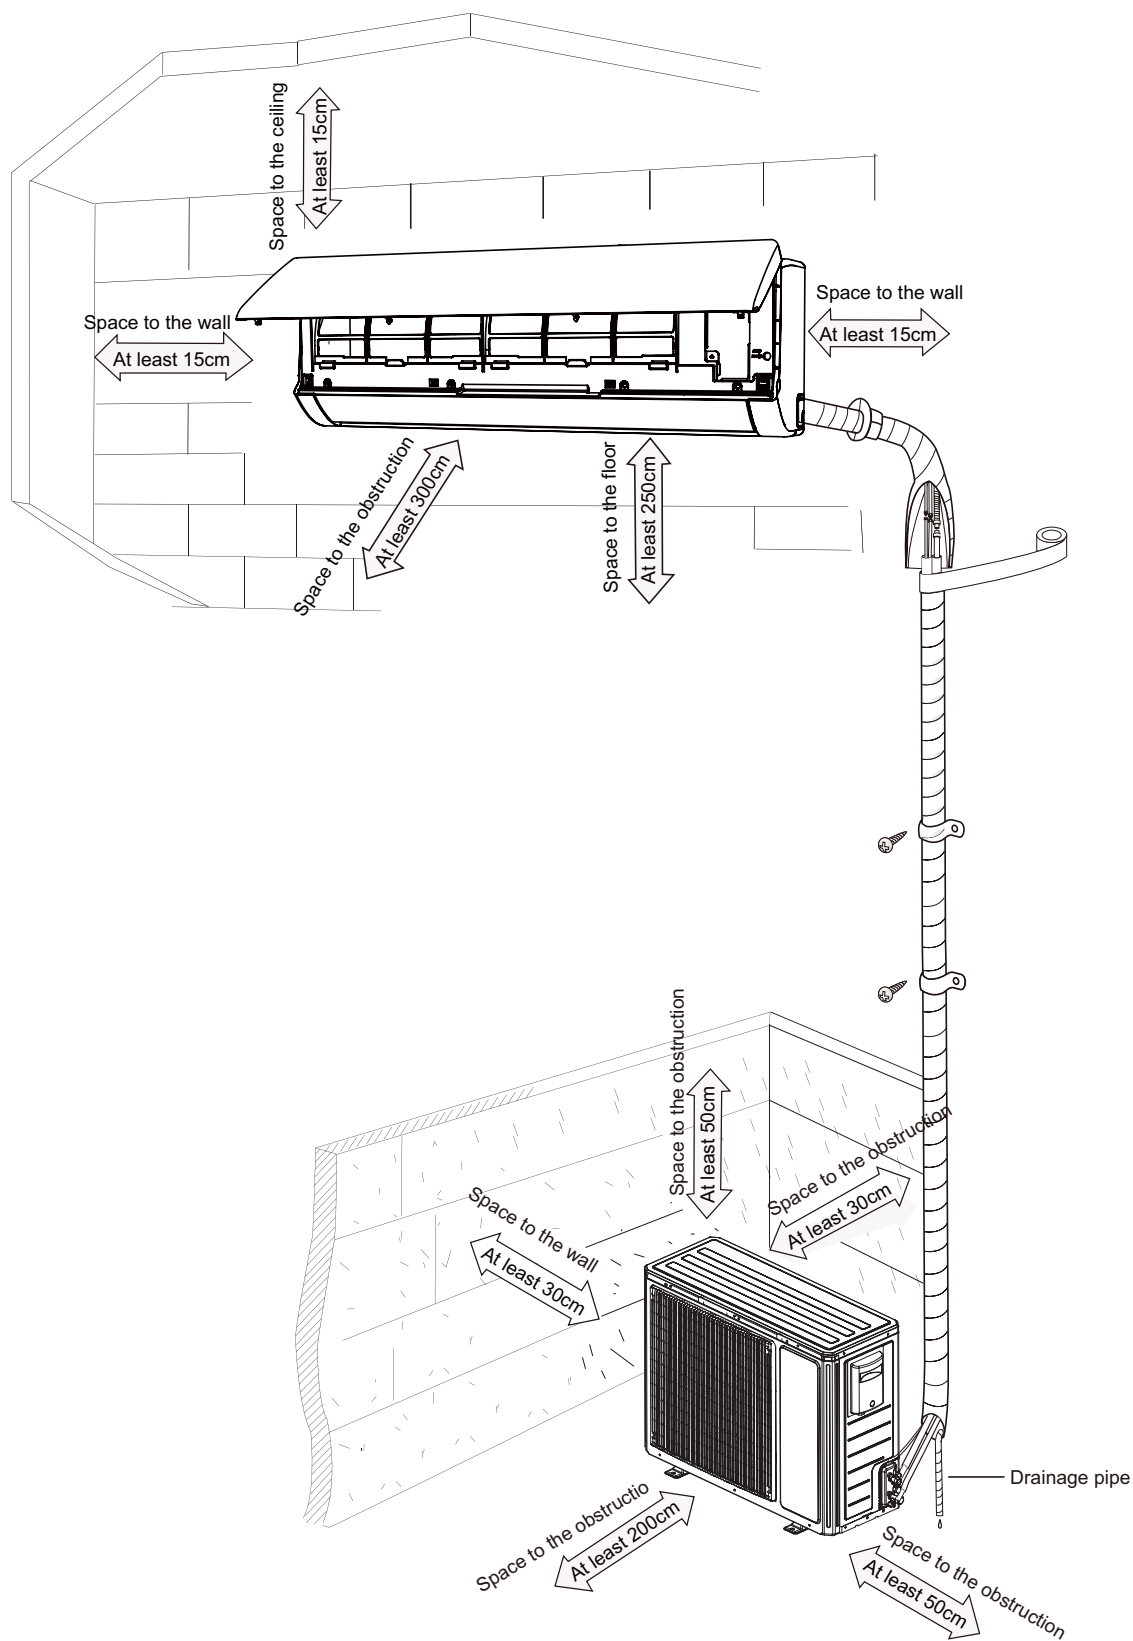 Space to the ceiling
At least 15cm
Space to the wall
At least 15cm
Space to the wall
At least 15cm
Space to the obstruction
At least 300cm
Space to the floor
At least 250cm
Space to the obstruction
At least 50cm
Space to the obstruction
At least 30cm
Space to the wall
At least 30cm
Drainage pipe
Space to the obstructio
At least 200cm
Space to the obstruction
At least 50cm